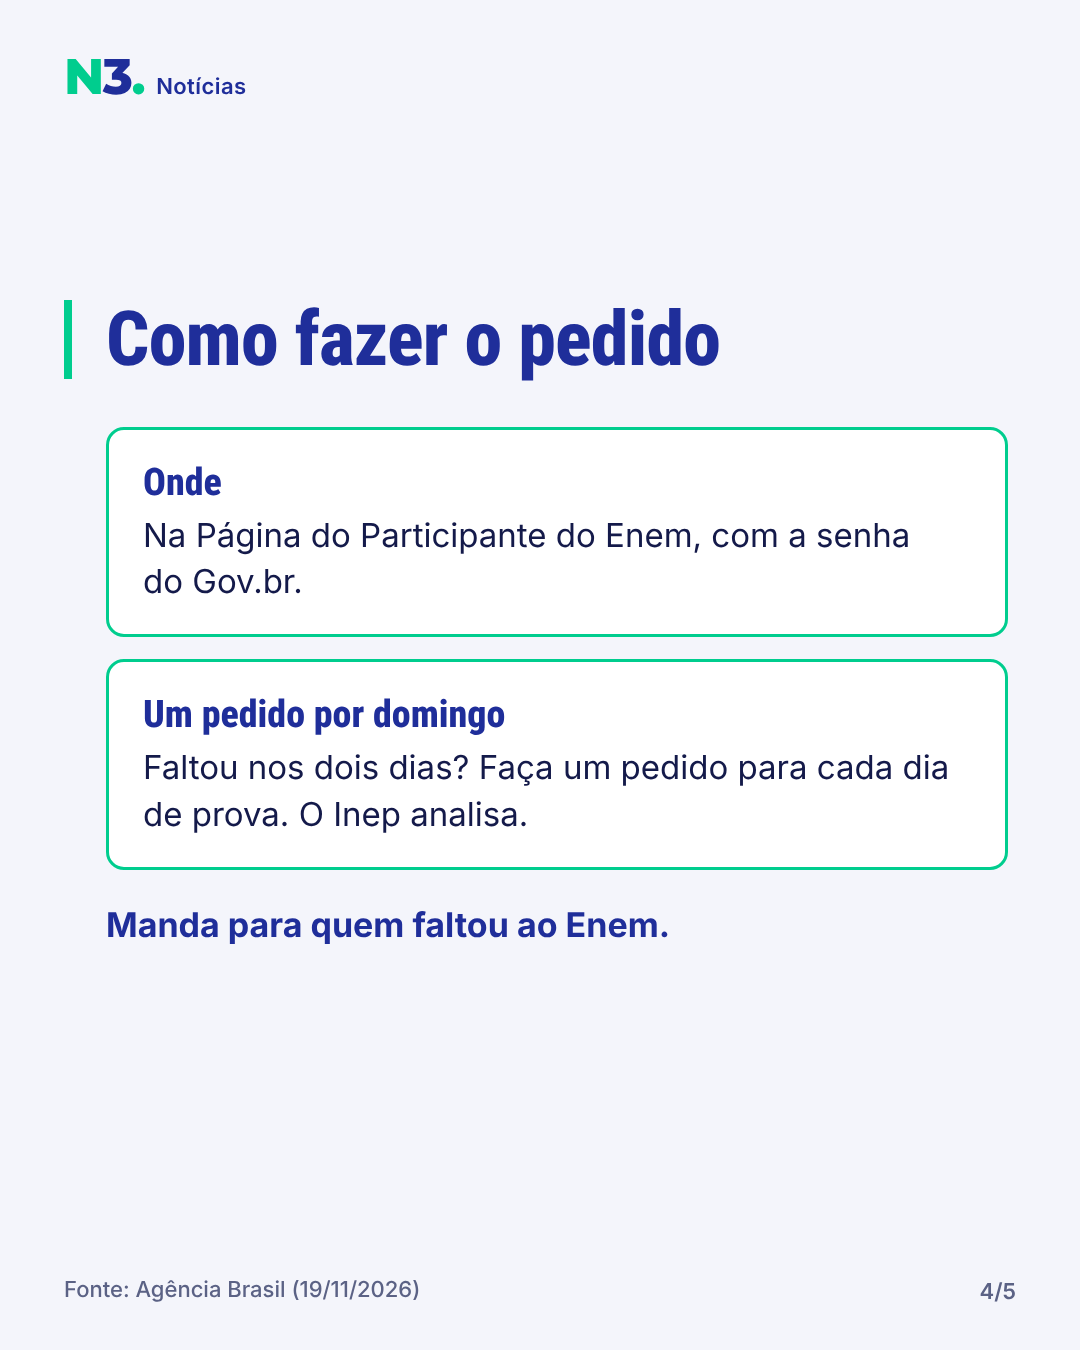 N3. Notícias
Como fazer o pedido
Onde
Na Página do Participante do Enem, com a senha
do Gov.br.
Um pedido por domingo
Faltou nos dois dias? Faça um pedido para cada dia
de prova. O Inep analisa.
Manda para quem faltou ao Enem.
Fonte: Agência Brasil (19/11/2026)
4/5